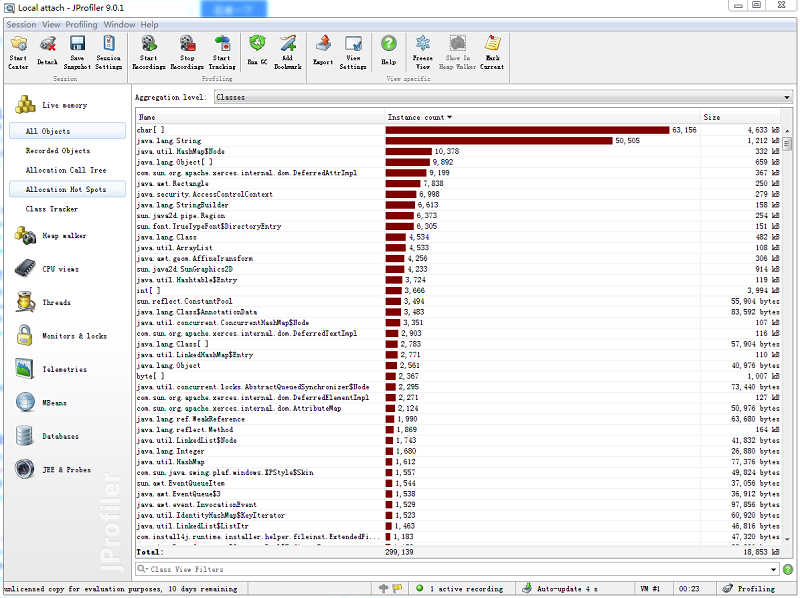 Local attach - JProfiler 9.0.1
Session View Profiling Window Help
Start Center
Detach
Save Snapshot
Session Settings
Start Recordings
Stop Recordings
Start Tracking
Run GC
Add Bookmark
Export
View Settings
Help
Freeze View
Show In Heap Walker
Mark Current
Session
Profiling
View specific
Live memory
All Objects
Recorded Objects
Allocation Call Tree
Allocation Hot Spots
Class Tracker
Heap walker
CPU views
Threads
Monitors & locks
Telemetries
MBeans
Databases
JEE & Probes
JProfiler
Aggregation level: Classes
Name Instance count Size
char[ ] 63,156 4,633 kB
java.lang.String 50,505 1,212 kB
java.util.HashMap$Node 10,378 332 kB
java.lang.Object[ ] 9,892 659 kB
com.sun.org.apache.xerces.internal.dom.DeferredAttrImpl 9,199 367 kB
java.awt.Rectangle 7,838 250 kB
java.security.AccessControlContext 6,998 279 kB
java.lang.StringBuilder 6,613 158 kB
sun.java2d.pipe.Region 6,373 254 kB
sun.font.TrueTypeFont$DirectoryEntry 6,305 151 kB
java.lang.Class 4,534 482 kB
java.util.ArrayList 4,533 108 kB
java.awt.geom.AffineTransform 4,256 306 kB
sun.java2d.SunGraphics2D 4,233 914 kB
java.util.Hashtable$Entry 3,724 119 kB
int[ ] 3,666 3,994 kB
sun.reflect.ConstantPool 3,494 55,904 bytes
java.lang.Class$AnnotationData 3,483 83,592 bytes
java.util.concurrent.ConcurrentHashMap$Node 3,351 107 kB
com.sun.org.apache.xerces.internal.dom.DeferredTextImpl 2,903 116 kB
java.lang.Class[ ] 2,783 57,904 bytes
java.util.LinkedHashMap$Entry 2,771 110 kB
java.lang.Object 2,561 40,976 bytes
byte[ ] 2,367 1,007 kB
java.util.concurrent.locks.AbstractQueuedSynchronizer$Node 2,295 73,440 bytes
com.sun.org.apache.xerces.internal.dom.DeferredElementImpl 2,271 127 kB
com.sun.org.apache.xerces.internal.dom.AttributeMap 2,124 50,976 bytes
java.lang.ref.WeakReference 1,990 63,680 bytes
java.lang.reflect.Method 1,869 164 kB
java.util.LinkedList$Node 1,743 41,832 bytes
java.lang.Integer 1,680 26,880 bytes
java.util.HashMap 1,612 77,376 bytes
com.sun.java.swing.plaf.windows.XPStyle$Skin 1,557 49,824 bytes
sun.awt.EventQueueItem 1,544 37,056 bytes
java.awt.EventQueue$3 1,538 36,912 bytes
java.awt.event.InvocationEvent 1,529 97,856 bytes
java.util.IdentityHashMap$KeyIterator 1,523 60,920 bytes
java.util.LinkedList$ListItr 1,463 46,816 bytes
com.install4j.runtime.installer.helper.fileinst.ExtendedFi... 1,183 47,320 bytes
Total: 299,139 18,853 kB
Class View Filters
unlicensed copy for evaluation purposes, 10 days remaining
1 active recording
Auto-update 4 s
VM #1
00:23
Profiling